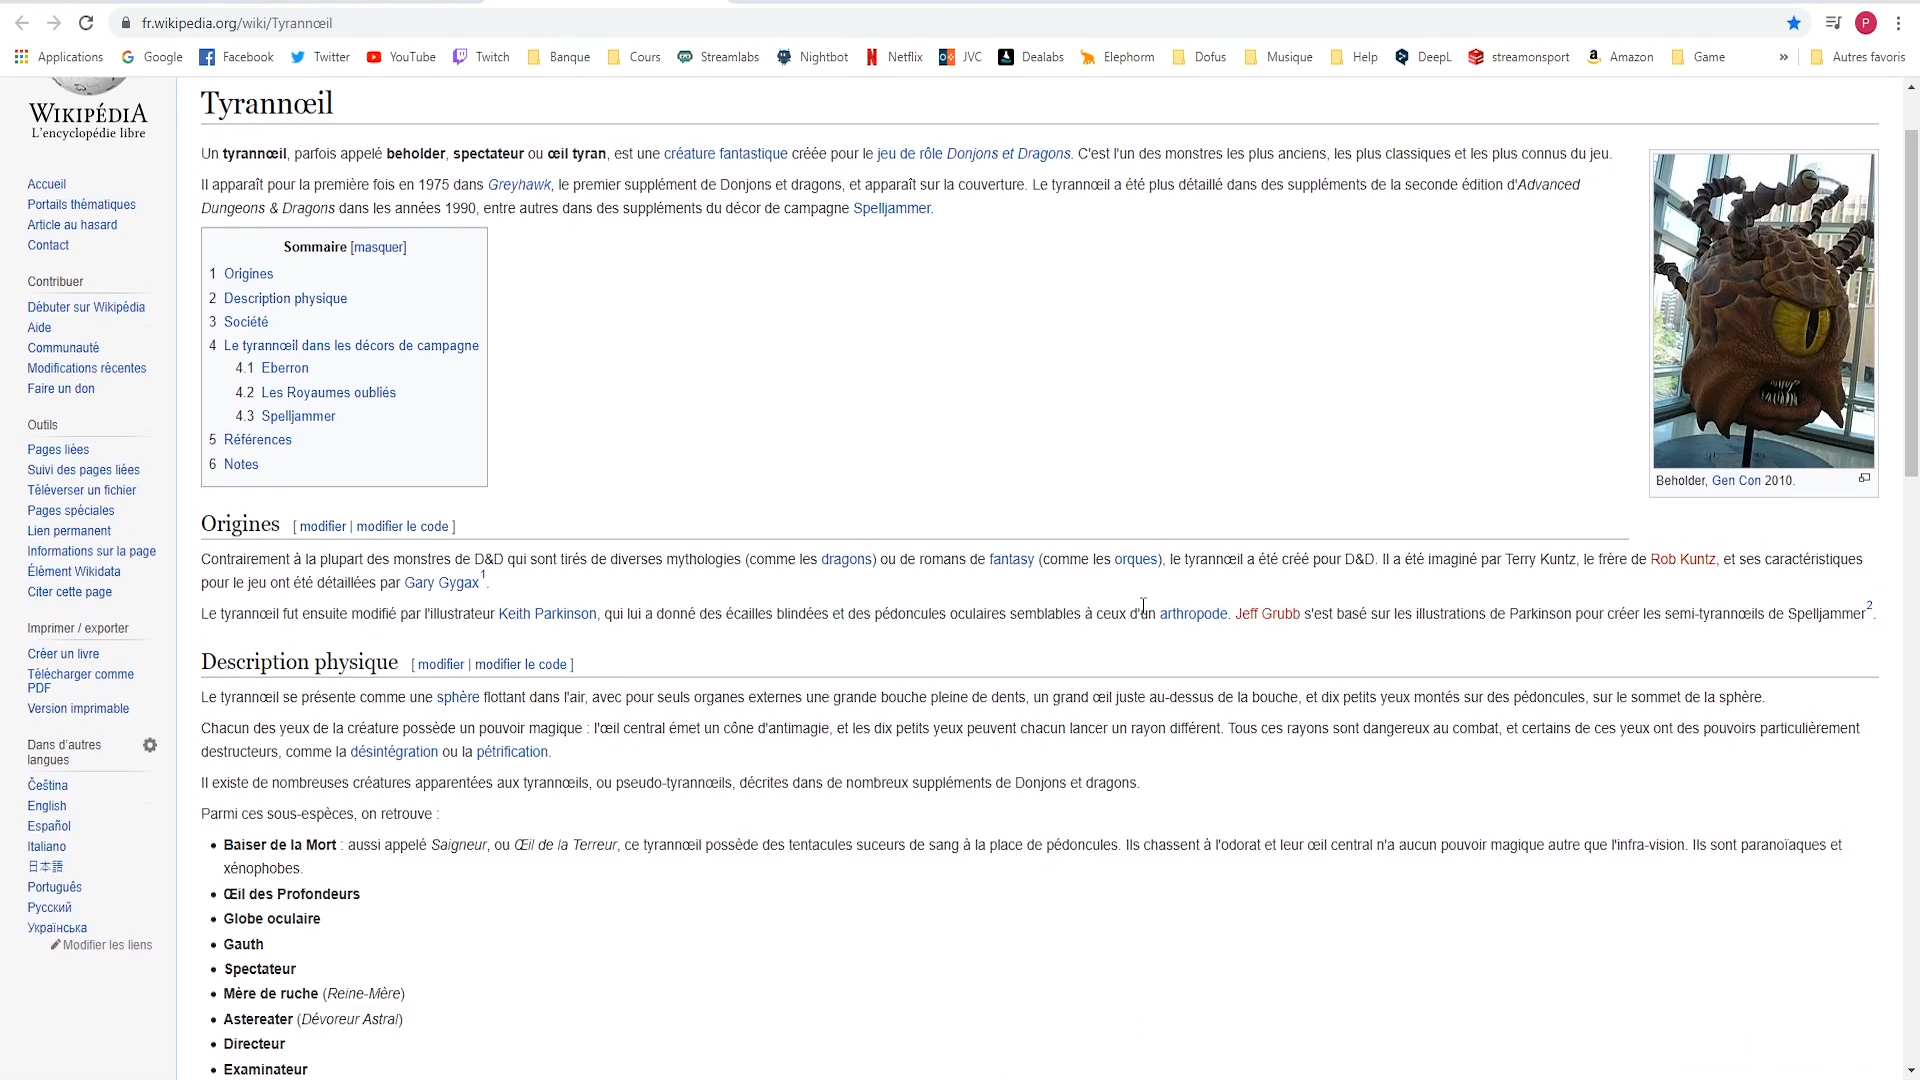 fr.wikipedia.org/wiki/Tyrannœil
P
Applications Google Facebook Twitter YouTube Twitch Banque Cours Streamlabs Nightbot Netflix JVC Dealabs Elephorm Dofus Musique Help DeepL streamonsport Amazon Game » Autres favoris
WIKIPÉDIA
L'encyclopédie libre
Accueil
Portails thématiques
Article au hasard
Contact
Contribuer
Débuter sur Wikipédia
Aide
Communauté
Modifications récentes
Faire un don
Outils
Pages liées
Suivi des pages liées
Téléverser un fichier
Pages spéciales
Lien permanent
Informations sur la page
Élément Wikidata
Citer cette page
Imprimer / exporter
Créer un livre
Télécharger comme
PDF
Version imprimable
Dans d'autres
langues
Čeština
English
Español
Italiano
日本語
Português
Русский
Українська
Modifier les liens
Tyrannœil
Un tyrannœil, parfois appelé beholder, spectateur ou œil tyran, est une créature fantastique créée pour le jeu de rôle Donjons et Dragons. C'est l'un des monstres les plus anciens, les plus classiques et les plus connus du jeu.
Il apparaît pour la première fois en 1975 dans Greyhawk, le premier supplément de Donjons et dragons, et apparaît sur la couverture. Le tyrannœil a été plus détaillé dans des suppléments de la seconde édition d'Advanced
Dungeons & Dragons dans les années 1990, entre autres dans des suppléments du décor de campagne Spelljammer.
Sommaire [masquer]
1 Origines
2 Description physique
3 Société
4 Le tyrannœil dans les décors de campagne
4.1 Eberron
4.2 Les Royaumes oubliés
4.3 Spelljammer
5 Références
6 Notes
Beholder, Gen Con 2010.
Origines [ modifier | modifier le code ]
Contrairement à la plupart des monstres de D&D qui sont tirés de diverses mythologies (comme les dragons) ou de romans de fantasy (comme les orques), le tyrannœil a été créé pour D&D. Il a été imaginé par Terry Kuntz, le frère de Rob Kuntz, et ses caractéristiques
pour le jeu ont été détaillées par Gary Gygax1.
Le tyrannœil fut ensuite modifié par l'illustrateur Keith Parkinson, qui lui a donné des écailles blindées et des pédoncules oculaires semblables à ceux d'un arthropode. Jeff Grubb s'est basé sur les illustrations de Parkinson pour créer les semi-tyrannœils de Spelljammer2.
Description physique [ modifier | modifier le code ]
Le tyrannœil se présente comme une sphère flottant dans l'air, avec pour seuls organes externes une grande bouche pleine de dents, un grand œil juste au-dessus de la bouche, et dix petits yeux montés sur des pédoncules, sur le sommet de la sphère.
Chacun des yeux de la créature possède un pouvoir magique : l'œil central émet un cône d'antimagie, et les dix petits yeux peuvent chacun lancer un rayon différent. Tous ces rayons sont dangereux au combat, et certains de ces yeux ont des pouvoirs particulièrement
destructeurs, comme la désintégration ou la pétrification.
Il existe de nombreuses créatures apparentées aux tyrannœils, ou pseudo-tyrannœils, décrites dans de nombreux suppléments de Donjons et dragons.
Parmi ces sous-espèces, on retrouve :
• Baiser de la Mort : aussi appelé Saigneur, ou Œil de la Terreur, ce tyrannœil possède des tentacules suceurs de sang à la place de pédoncules. Ils chassent à l'odorat et leur œil central n'a aucun pouvoir magique autre que l'infra-vision. Ils sont paranoïaques et
xénophobes.
• Œil des Profondeurs
• Globe oculaire
• Gauth
• Spectateur
• Mère de ruche (Reine-Mère)
• Astereater (Dévoreur Astral)
• Directeur
• Examinateur